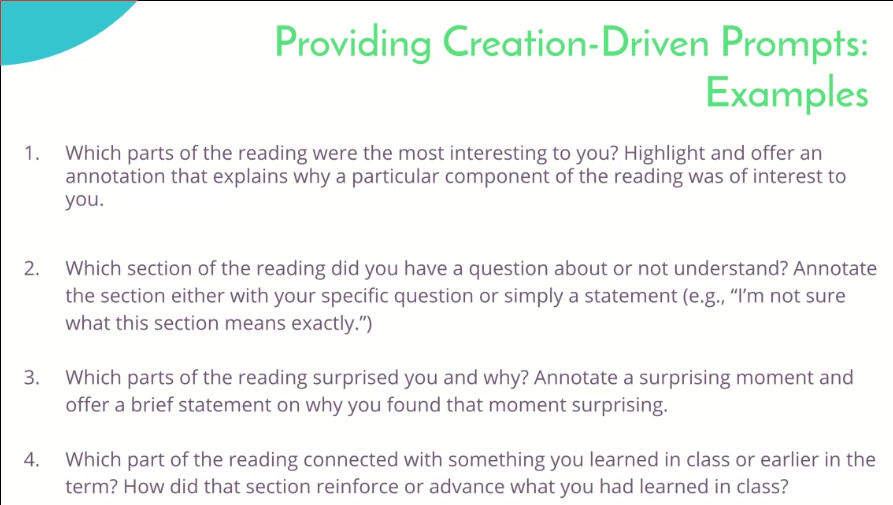 Providing Creation-Driven Prompts:
Examples
1. Which parts of the reading were the most interesting to you? Highlight and offer an
annotation that explains why a particular component of the reading was of interest to
you.
2. Which section of the reading did you have a question about or not understand? Annotate
the section either with your specific question or simply a statement (e.g., “I’m not sure
what this section means exactly.”)
3. Which parts of the reading surprised you and why? Annotate a surprising moment and
offer a brief statement on why you found that moment surprising.
4. Which part of the reading connected with something you learned in class or earlier in the
term? How did that section reinforce or advance what you had learned in class?